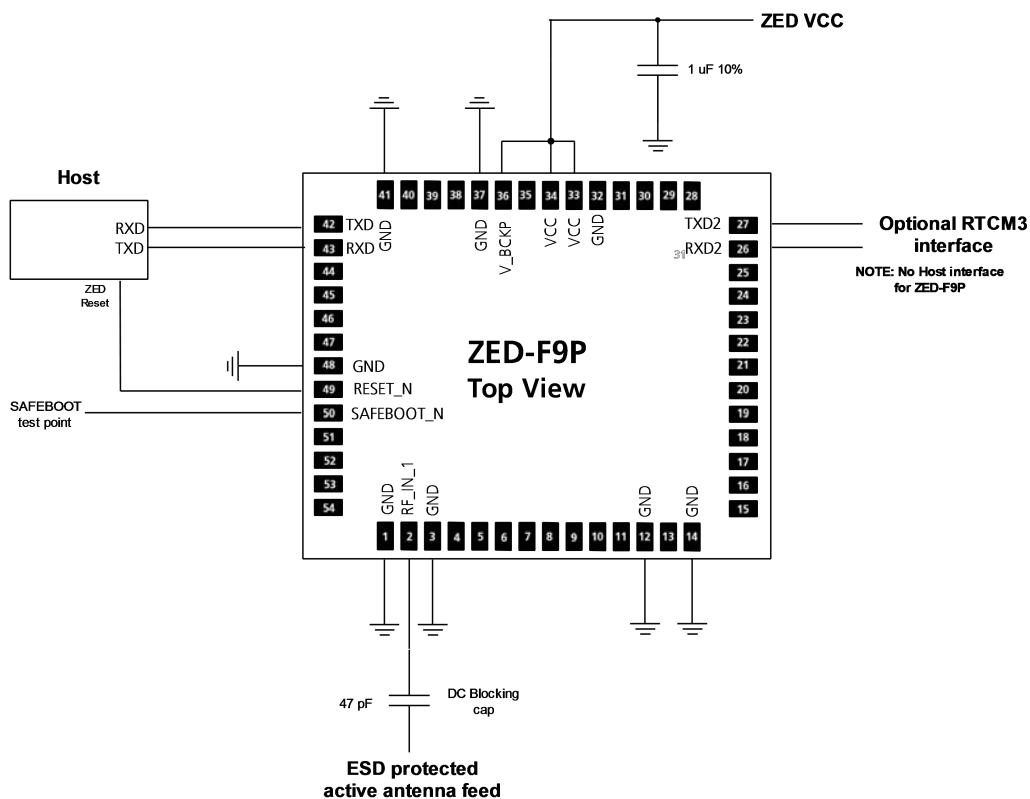 ZED VCC
1 uF 10%
Host
RXD
TXD
ZED
Reset
41 40 39 38 37 36 35 34 33 32 31 30 29 28
GND
GND
V_BCKP
VCC
VCC
GND
42 TXD
43 RXD
44
45
46
47
48 GND
49 RESET_N
50 SAFEBOOT_N
51
52
53
54
SAFEBOOT
test point
ZED-F9P
Top View
TXD2 27
RXD2 26
31
25
24
23
22
21
20
19
18
17
16
15
Optional RTCM3
interface
NOTE: No Host interface
for ZED-F9P
GND
RF_IN_1
GND
GND
GND
1 2 3 4 5 6 7 8 9 10 11 12 13 14
47 pF
DC Blocking
cap
ESD protected
active antenna feed